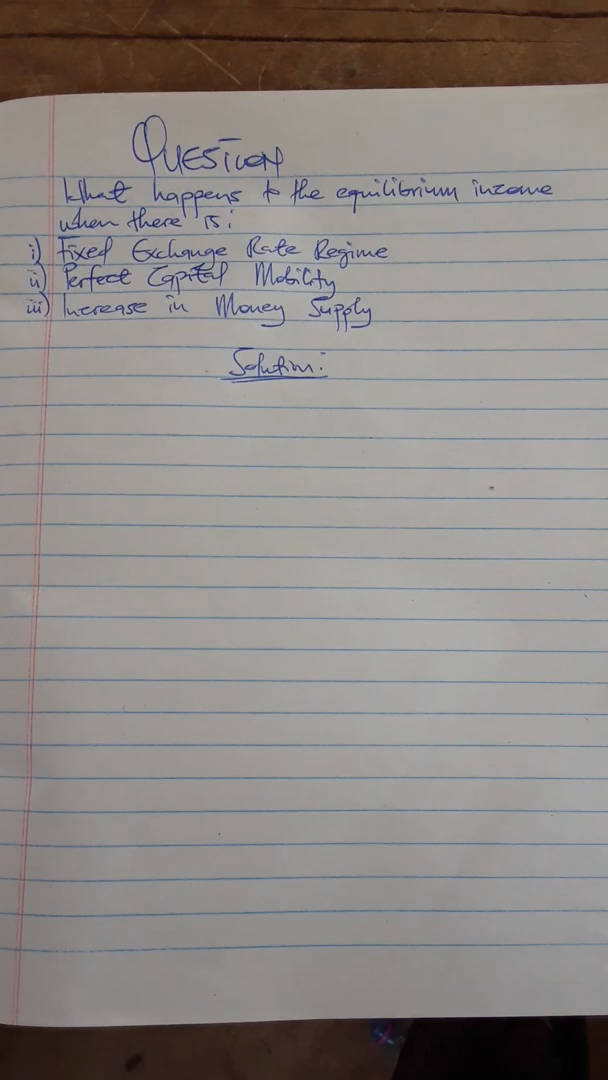 QUESTION
What happens to the equilibrium income
when there is:
i) Fixed Exchange Rate Regime
ii) Perfect Capital Mobility
iii) Increase in Money Supply
Solution: